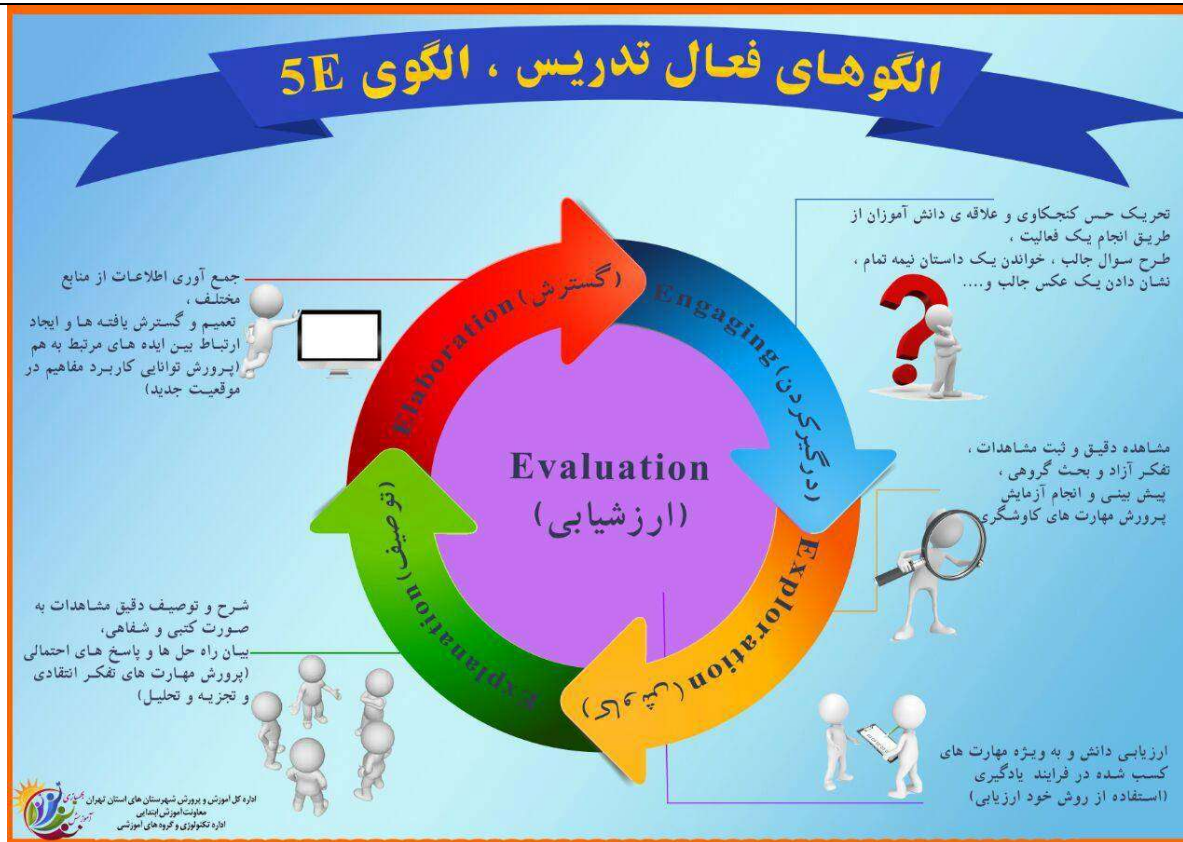 الگوهای فعال تدریس ، الگوی 5E
تحریک حس کنجکاوی و علاقه ی دانش آموزان از
طریق انجام یک فعالیت ،
طرح سوال جالب ، خواندن یک داستان نیمه تمام ،
نشان دادن یک عکس جالب و....
Engaging (درگیرکردن)
مشاهده دقیق و ثبت مشاهدات ،
تفکر آزاد و بحث گروهی ،
پیش بینی و انجام آزمایش
پرورش مهارت های کاوشگری
Exploration (کاوش)
شرح و توصیف دقیق مشاهدات به
صورت کتبی و شفاهی،
بیان راه حل ها و پاسخ های احتمالی
(پرورش مهارت های تفکر انتقادی
و تجزیه و تحلیل)
Explanation (توصیف)
جمع آوری اطلاعات از منابع
مختلف ،
تعمیم و گسترش یافته ها و ایجاد
ارتباط بین ایده های مرتبط به هم
(پرورش توانایی کاربرد مفاهیم در
موقعیت جدید)
Elaboration (گسترش)
Evaluation
(ارزشیابی)
ارزیابی دانش و به ویژه مهارت های
کسب شده در فرایند یادگیری
(استفاده از روش خود ارزیابی)
اداره کل آموزش و پرورش شهرستان های استان تهران
معاونت آموزش ابتدایی
اداره تکنولوژی و گروه های آموزشی